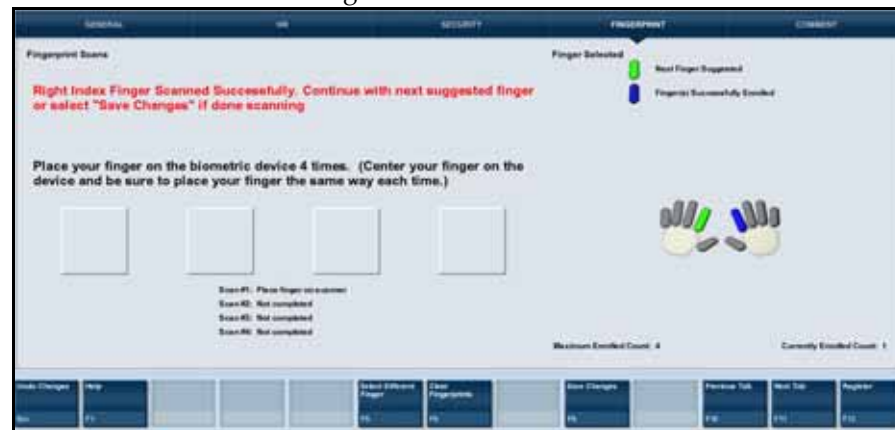 GENERAL HR SECURITY FINGERPRINT COMMENT
Fingerprint Scans
Right Index Finger Scanned Successfully. Continue with next suggested finger
or select "Save Changes" if done scanning
Place your finger on the biometric device 4 times. (Center your finger on the
device and be sure to place your finger the same way each time.)
Scan #1: Place finger on scanner
Scan #2: Not completed
Scan #3: Not completed
Scan #4: Not completed
Finger Selected
Next Finger Suggested
Finger(s) Successfully Enrolled
Maximum Enrolled Count: 4 Currently Enrolled Count: 1
Undo Changes Help Select Different Finger Clear Fingerprints Save Changes Previous Tab Next Tab Register
Esc F1 F10 F11 F12